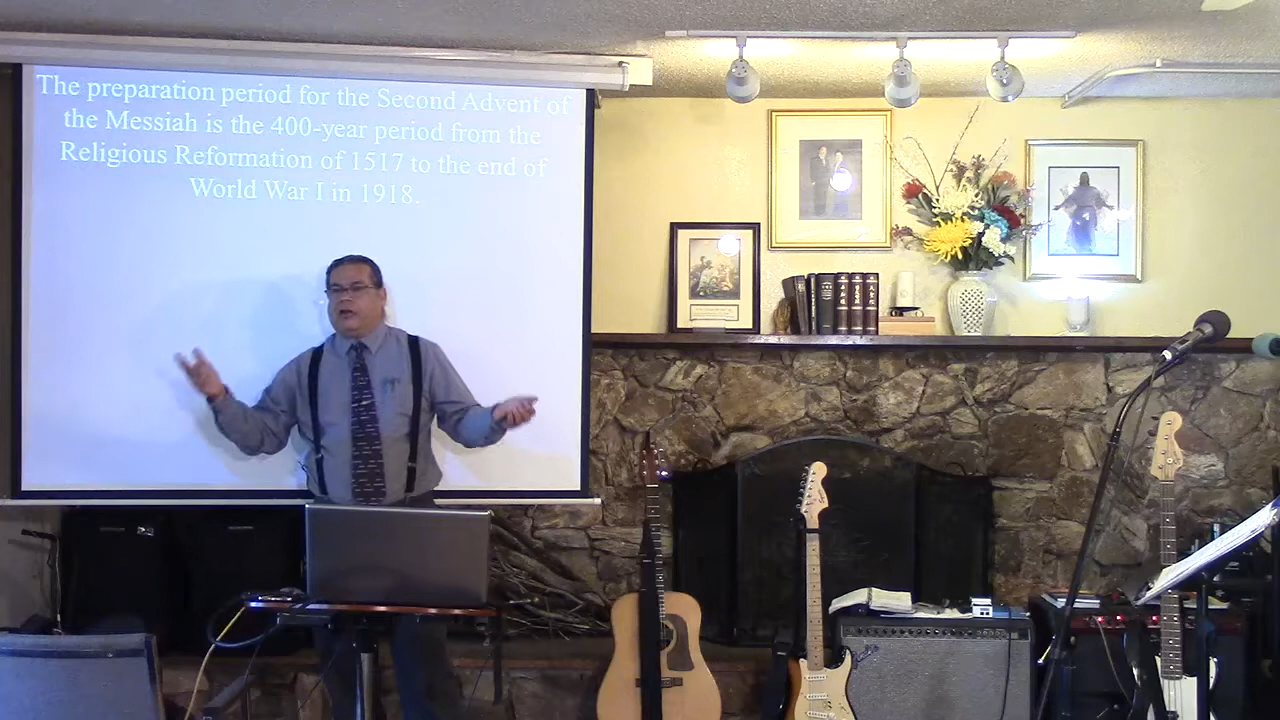 The preparation period for the Second Advent of
the Messiah is the 400-year period from the
Religious Reformation of 1517 to the end of
World War I in 1918.